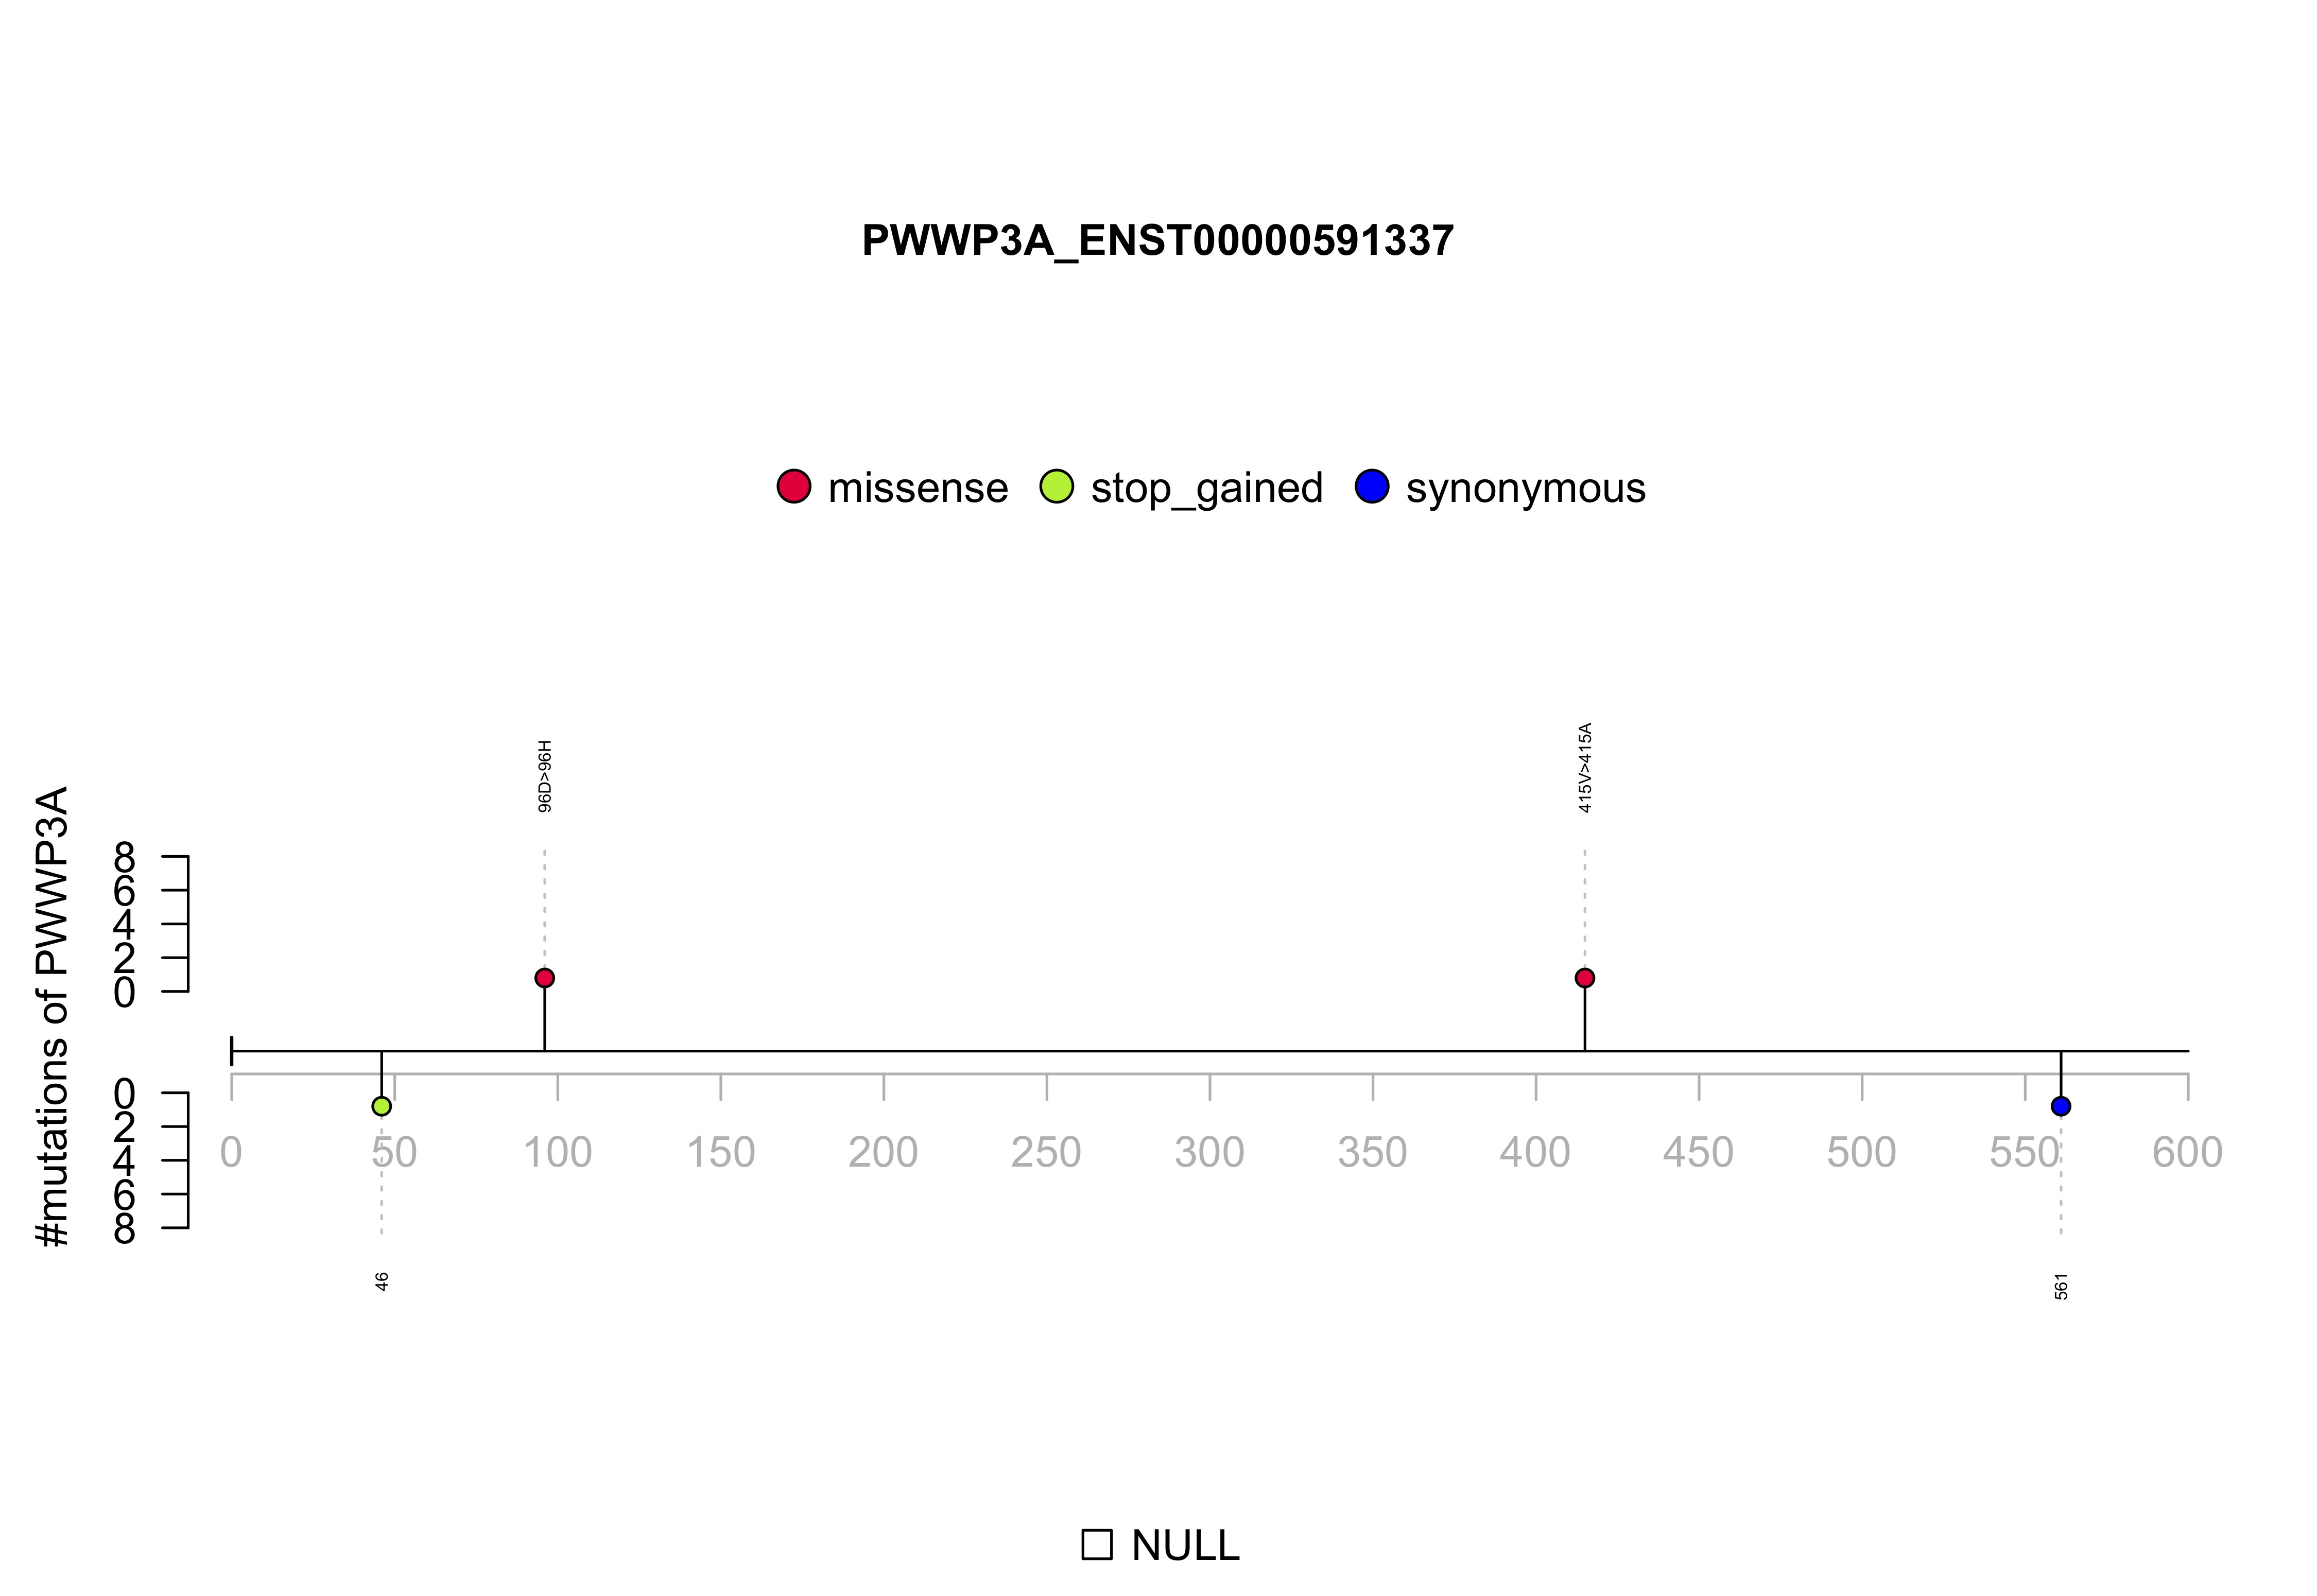 PWWP3A_ENST00000591337
missense stop_gained synonymous
96D>96H 415V>415A
#mutations of PWWP3A
8
6
4
2
0
0
2
4
6
8
0 50 100 150 200 250 300 350 400 450 500 550 600
46 561
NULL